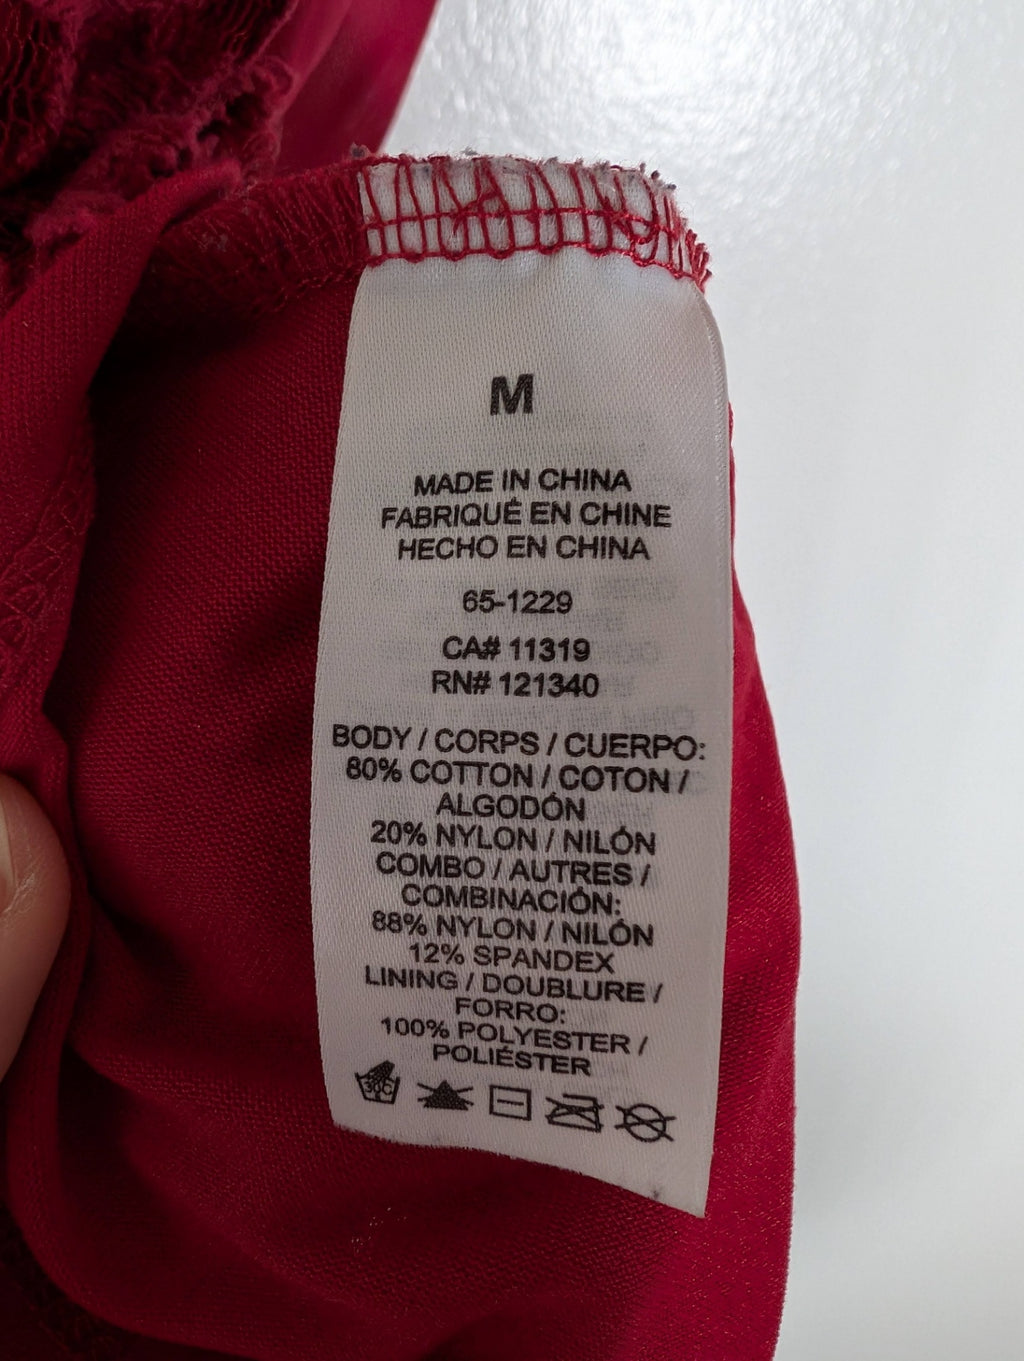 M
MADE IN CHINA
FABRIQUÉ EN CHINE
HECHO EN CHINA
65-1229
CA# 11319
RN# 121340
BODY / CORPS / CUERPO:
80% COTTON / COTON /
ALGODÓN
20% NYLON / NILÓN
COMBO / AUTRES /
COMBINACIÓN:
88% NYLON / NILÓN
12% SPANDEX
LINING / DOUBLURE /
FORRO:
100% POLYESTER /
POLIÉSTER
30C